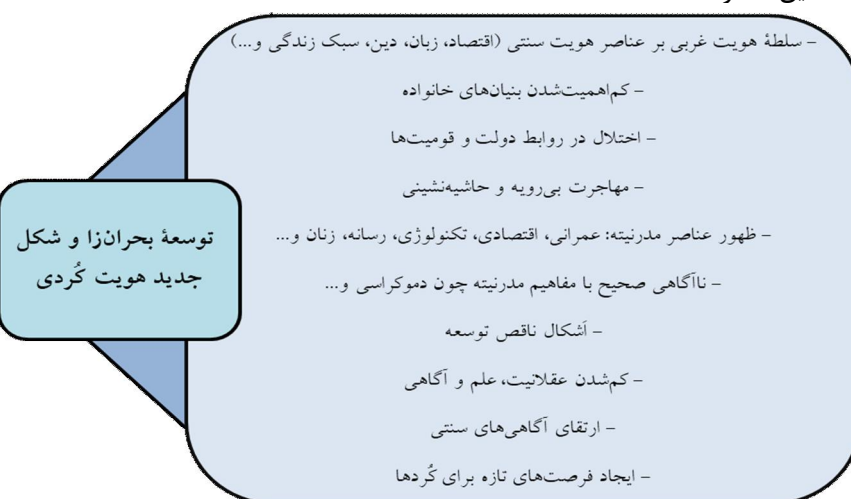 – سلطۀ هویت غربی بر عناصر هویت سنتی (اقتصاد، زبان، دین، سبک زندگی و...)
– کم‌اهمیت‌شدن بنیان‌های خانواده
– اختلال در روابط دولت و قومیت‌ها
– مهاجرت بی‌رویه و حاشیه‌نشینی
– ظهور عناصر مدرنیته: عمرانی، اقتصادی، تکنولوژی، رسانه، زنان و...
– ناآگاهی صحیح با مفاهیم مدرنیته چون دموکراسی و...
– اَشکال ناقص توسعه
– کم‌شدن عقلانیت، علم و آگاهی
– ارتقای آگاهی‌های سنتی
– ایجاد فرصت‌های تازه برای کُردها
توسعۀ بحران‌زا و شکل
جدید هویت کُردی